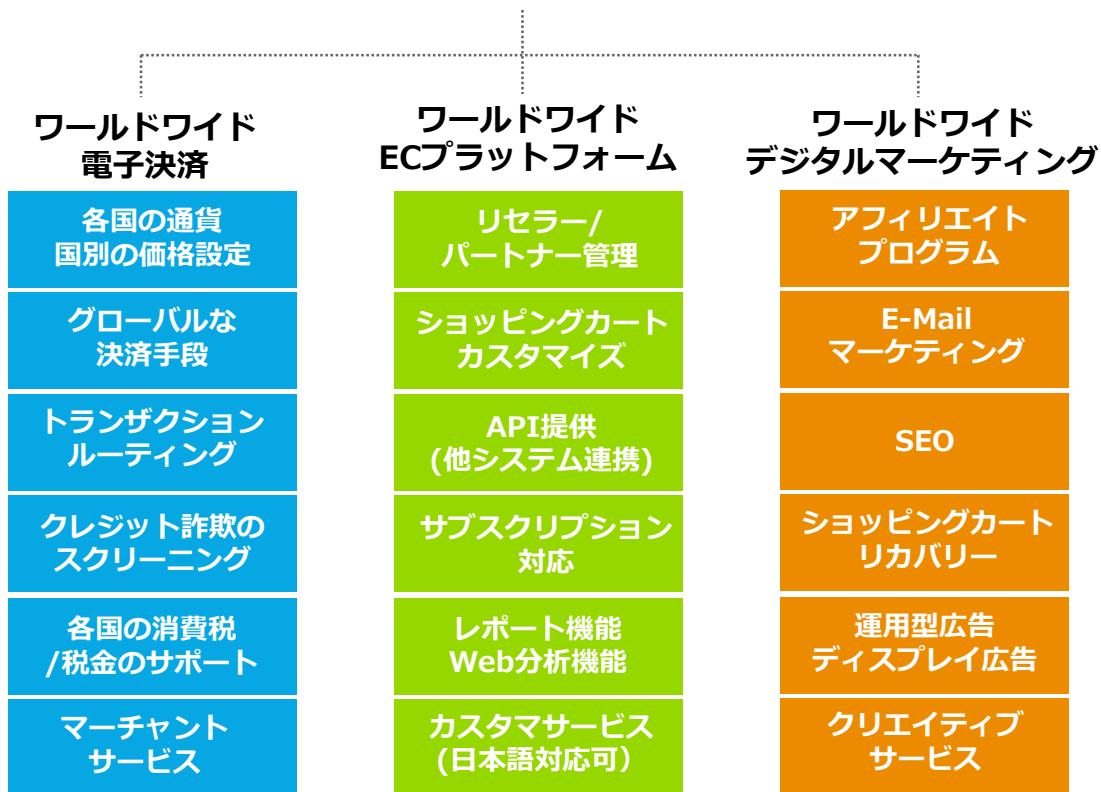 ワールドワイド
電子決済
各国の通貨
国別の価格設定
グローバルな
決済手段
トランザクション
ルーティング
クレジット詐欺の
スクリーニング
各国の消費税
/税金のサポート
マーチャント
サービス
ワールドワイド
ECプラットフォーム
リセラー/
パートナー管理
ショッピングカート
カスタマイズ
API提供
(他システム連携)
サブスクリプション
対応
レポート機能
Web分析機能
カスタマサービス
(日本語対応可）
ワールドワイド
デジタルマーケティング
アフィリエイト
プログラム
E-Mail
マーケティング
SEO
ショッピングカート
リカバリー
運用型広告
ディスプレイ広告
クリエイティブ
サービス